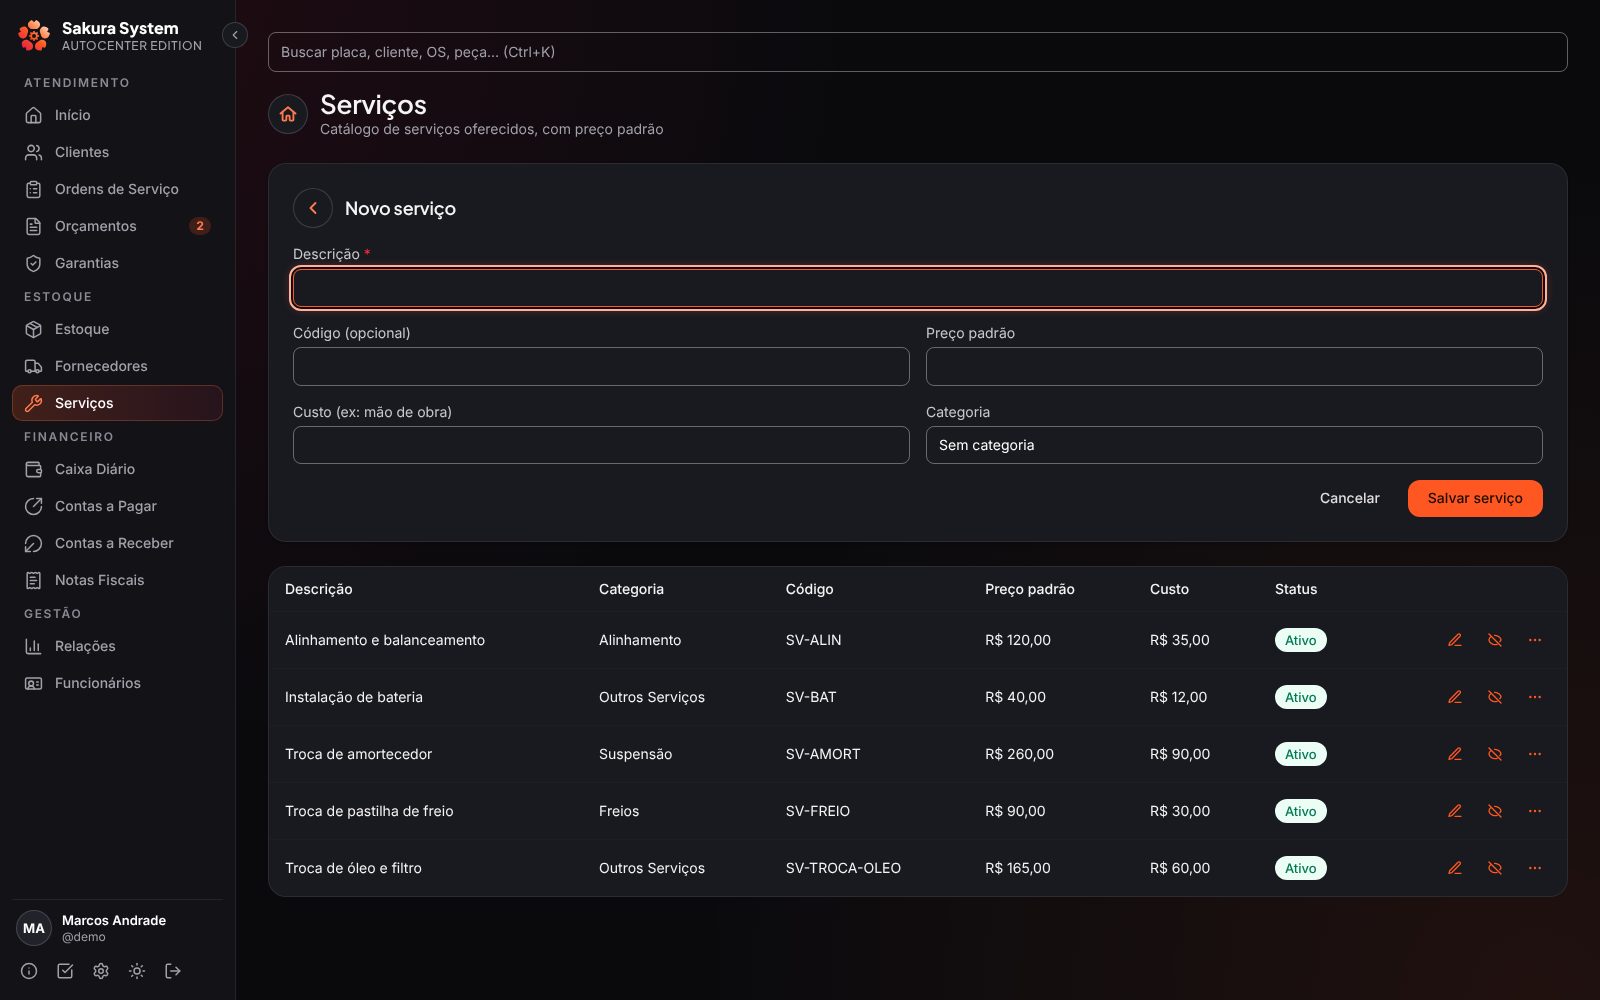 Sakura System
AUTOCENTER EDITION
ATENDIMENTO
Início
Clientes
Ordens de Serviço
Orçamentos 2
Garantias
ESTOQUE
Estoque
Fornecedores
Serviços
FINANCEIRO
Caixa Diário
Contas a Pagar
Contas a Receber
Notas Fiscais
GESTÃO
Relações
Funcionários
MA
Marcos Andrade
@demo
Buscar placa, cliente, OS, peça... (Ctrl+K)
Serviços
Catálogo de serviços oferecidos, com preço padrão
Novo serviço
Descrição *
Código (opcional) Preço padrão
Custo (ex: mão de obra) Categoria
Sem categoria
Cancelar Salvar serviço
Descrição Categoria Código Preço padrão Custo Status
Alinhamento e balanceamento Alinhamento SV-ALIN R$ 120,00 R$ 35,00 Ativo
Instalação de bateria Outros Serviços SV-BAT R$ 40,00 R$ 12,00 Ativo
Troca de amortecedor Suspensão SV-AMORT R$ 260,00 R$ 90,00 Ativo
Troca de pastilha de freio Freios SV-FREIO R$ 90,00 R$ 30,00 Ativo
Troca de óleo e filtro Outros Serviços SV-TROCA-OLEO R$ 165,00 R$ 60,00 Ativo